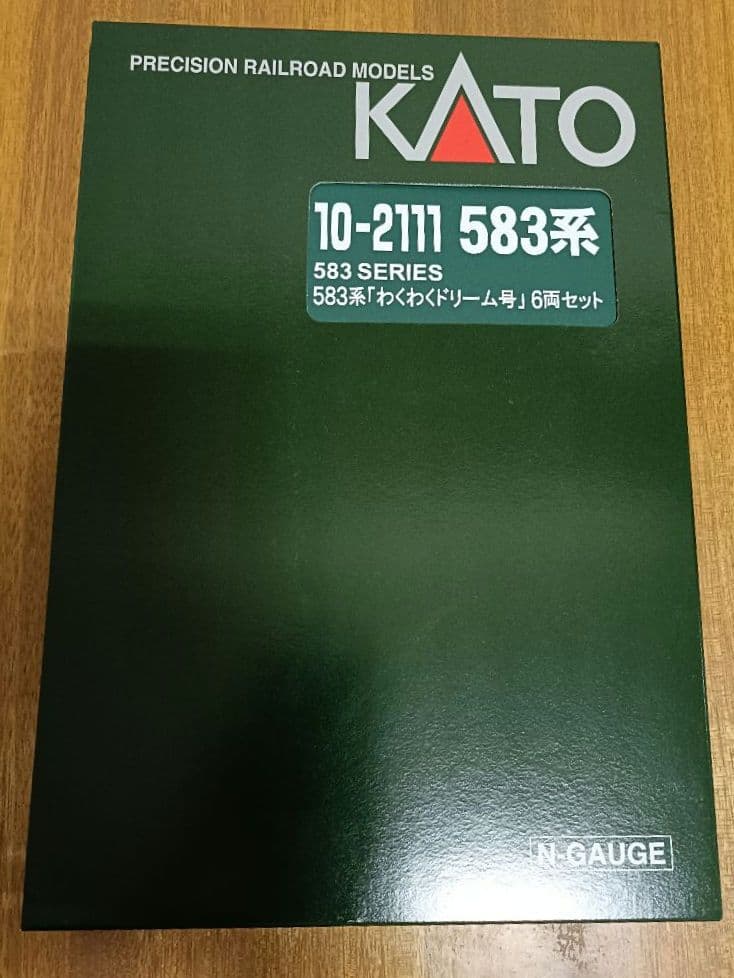 PRECISION RAILROAD MODELS
KATO
10-2111 583系
583 SERIES
583系「わくわくドリーム号」6両セット
N-GAUGE